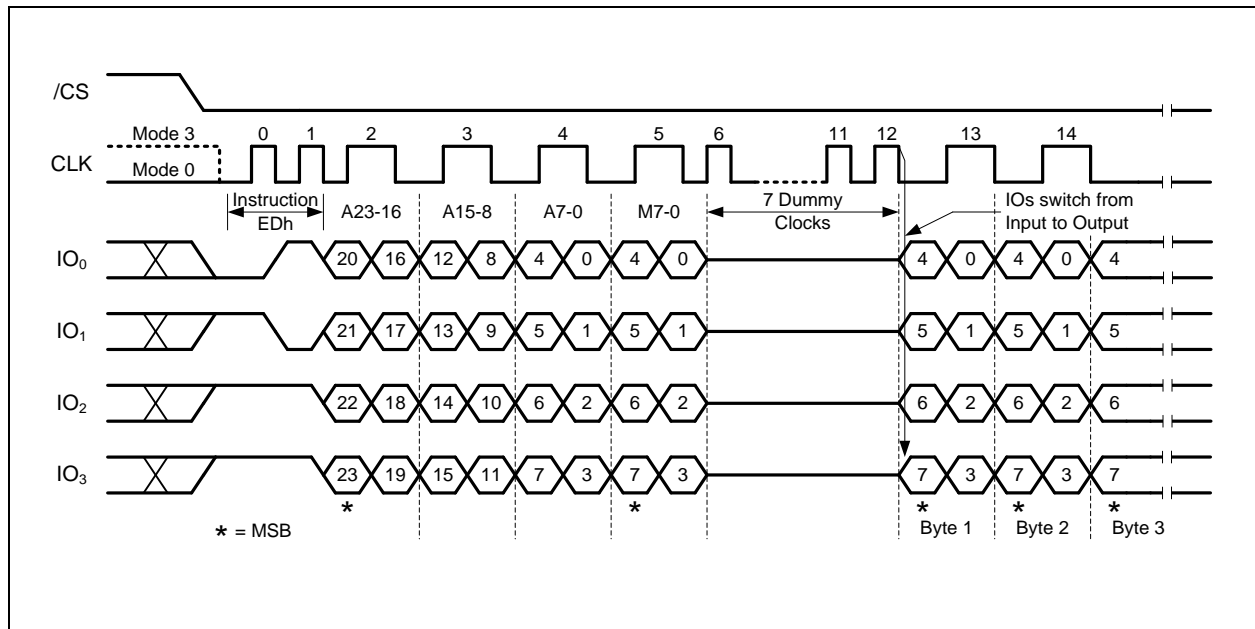 /CS
Mode 3 0 1 2 3 4 5 6 11 12 13 14
CLK Mode 0
Instruction EDh A23-16 A15-8 A7-0 M7-0 7 Dummy Clocks IOs switch from Input to Output
IO₀ 20 16 12 8 4 0 4 0 4 0 4 0 4
IO₁ 21 17 13 9 5 1 5 1 5 1 5 1 5
IO₂ 22 18 14 10 6 2 6 2 6 2 6 2 6
IO₃ 23 19 15 11 7 3 7 3 7 3 7 3 7
* * * * *
* = MSB Byte 1 Byte 2 Byte 3